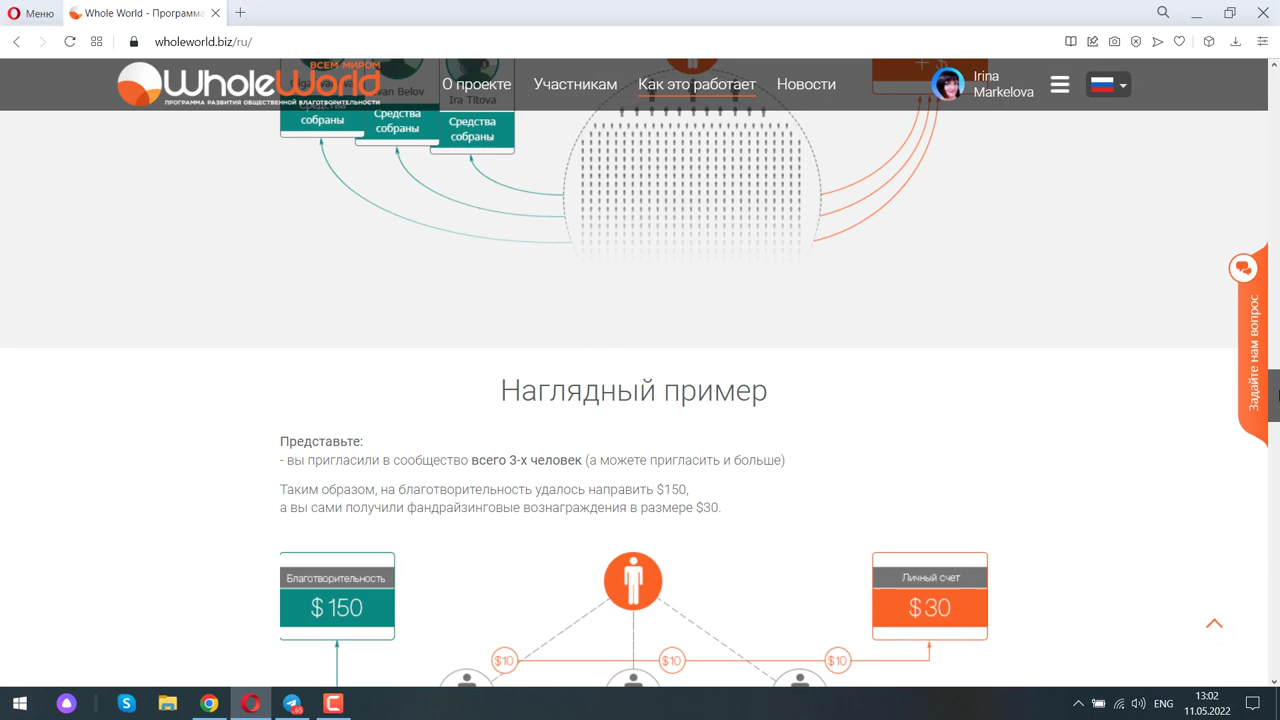 Меню
Whole World - Программа
wholeworld.biz/ru/
ВСЕМ МИРОМ
WholeWorld
ПРОГРАММА РАЗВИТИЯ ОБЩЕСТВЕННОЙ БЛАГОТВОРИТЕЛЬНОСТИ
О проекте
Участникам
Как это работает
Новости
Irina
Markelova
Belov
Ira Titova
Средства
собраны
Средства
собраны
Средства
собраны
Задайте нам вопрос
Наглядный пример
Представьте:
- вы пригласили в сообщество всего 3-х человек (а можете пригласить и больше)
Таким образом, на благотворительность удалось направить $150,
а вы сами получили фандрайзинговые вознаграждения в размере $30.
Благотворительность
$150
Личный счет
$30
$10
$10
$10
65
ENG
13:02
11.05.2022